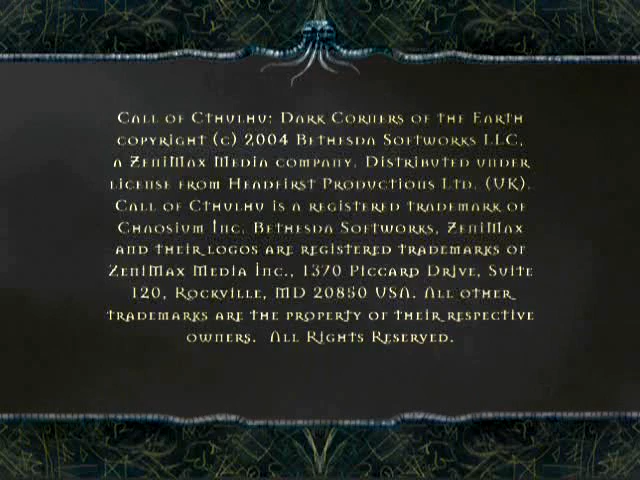 Call of Cthulhu: Dark Corners of the Earth
copyright (c) 2004 Bethesda Softworks LLC,
a ZeniMax Media company. Distributed under
license from Headfirst Productions Ltd. (UK).
Call of Cthulhu is a registered trademark of
Chaosium Inc. Bethesda Softworks, ZeniMax
and their logos are registered trademarks of
ZeniMax Media Inc., 1370 Piccard Drive, Suite
120, Rockville, MD 20850 USA. All other
trademarks are the property of their respective
owners. All Rights Reserved.